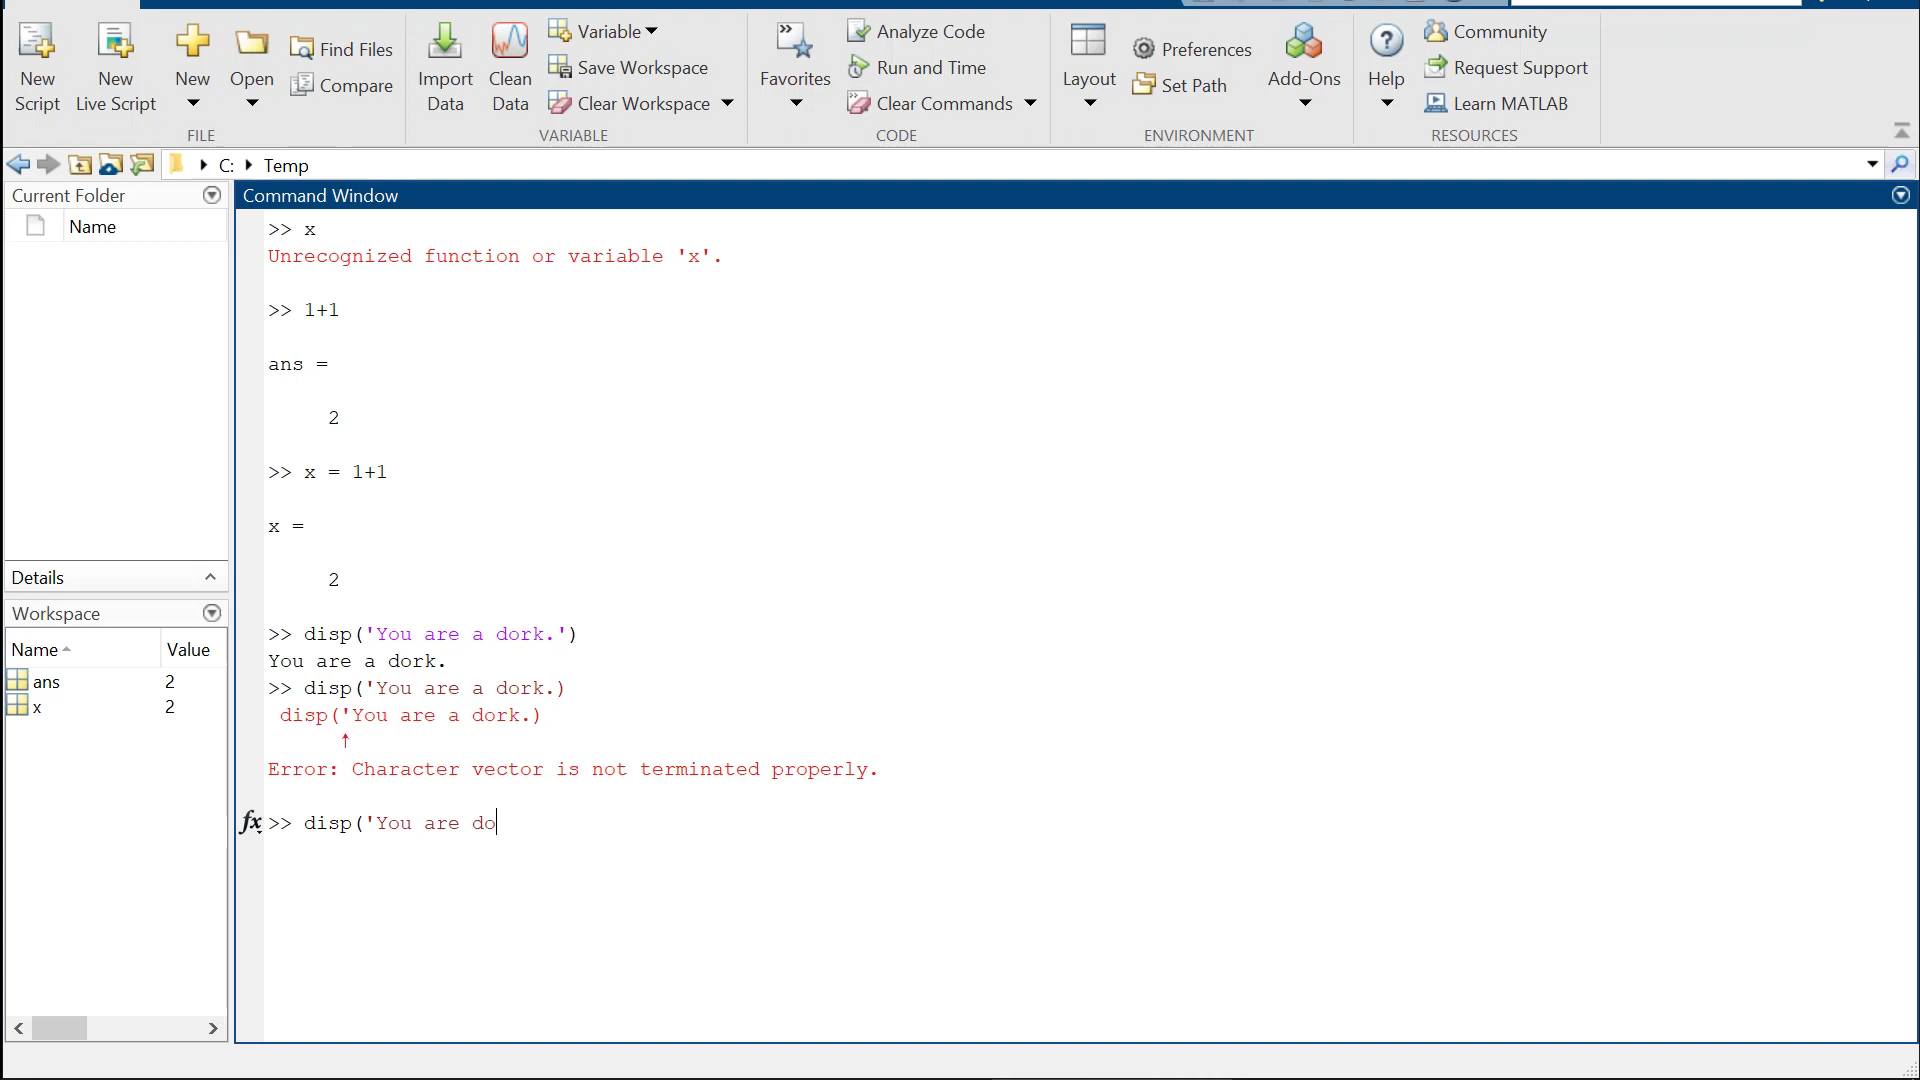 New Script
New Live Script
New
Open
Find Files
Compare
FILE
Import Data
Clean Data
Variable
Save Workspace
Clear Workspace
VARIABLE
Favorites
Analyze Code
Run and Time
Clear Commands
CODE
Layout
Preferences
Set Path
Add-Ons
ENVIRONMENT
Help
Community
Request Support
Learn MATLAB
RESOURCES
C: Temp
Current Folder
Name
Details
Workspace
Name Value
ans 2
x 2
Command Window
>> x
Unrecognized function or variable 'x'.
>> 1+1
ans =
2
>> x = 1+1
x =
2
>> disp('You are a dork.')
You are a dork.
>> disp('You are a dork.)
disp('You are a dork.)
↑
Error: Character vector is not terminated properly.
fx >> disp('You are do